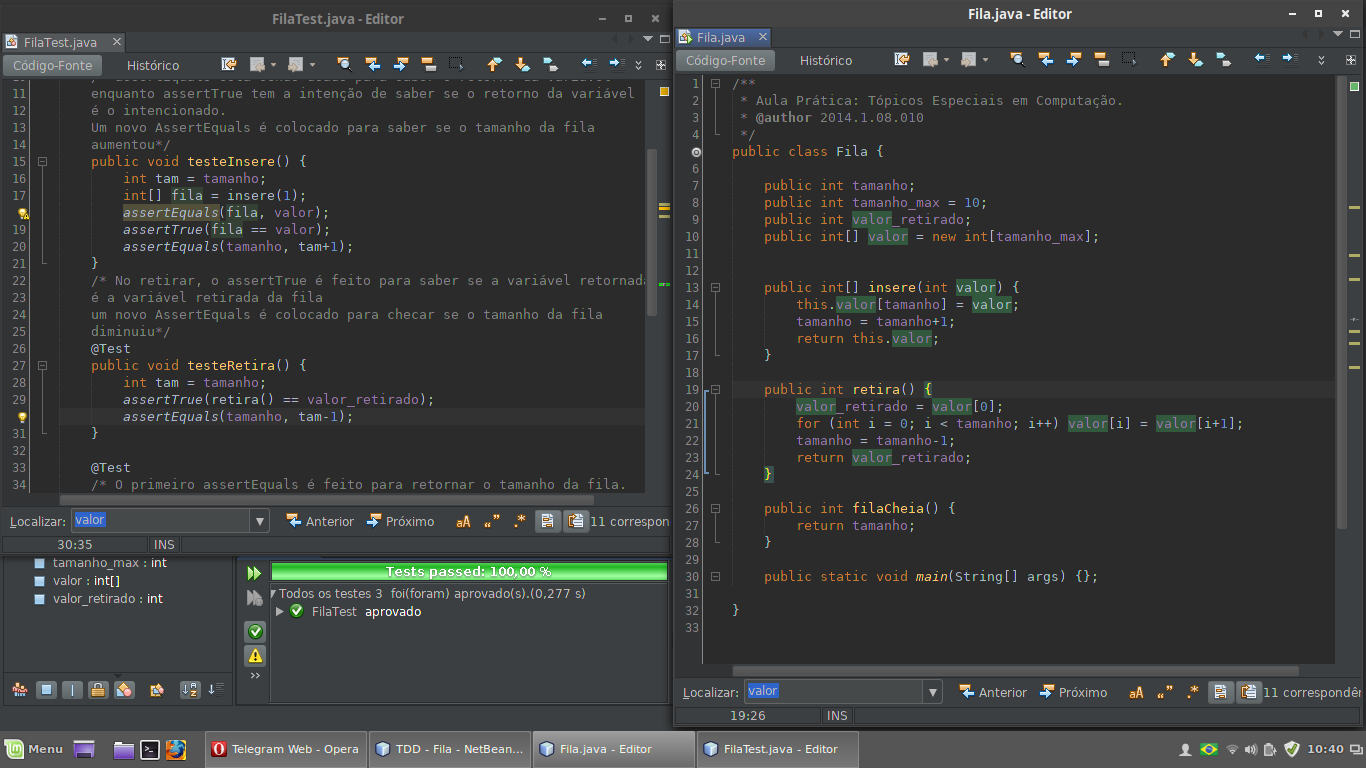 FilaTest.java - Editor
FilaTest.java
Código-Fonte Histórico
11 enquanto assertTrue tem a intenção de saber se o retorno da variável
12 é o intencionado.
13 Um novo AssertEquals é colocado para saber se o tamanho da fila
14 aumentou*/
15 public void testeInsere() {
16 int tam = tamanho;
17 int[] fila = insere(1);
assertEquals(fila, valor);
19 assertTrue(fila == valor);
20 assertEquals(tamanho, tam+1);
21 }
22 /* No retirar, o assertTrue é feito para saber se a variável retornada
23 é a variável retirada da fila
24 um novo AssertEquals é colocado para checar se o tamanho da fila
25 diminuiu*/
26 @Test
27 public void testeRetira() {
28 int tam = tamanho;
29 assertTrue(retira() == valor_retirado);
assertEquals(tamanho, tam-1);
31 }
32
33 @Test
34 /* O primeiro assertEquals é feito para retornar o tamanho da fila.
Localizar: valor Anterior Próximo aA “” .* 11 correspon
30:35 INS
tamanho_max : int
valor : int[]
valor_retirado : int
Tests passed: 100,00 %
Todos os testes 3 foi(foram) aprovado(s).(0,277 s)
FilaTest aprovado
Fila.java - Editor
Fila.java
Código-Fonte Histórico
1 /**
2 * Aula Prática: Tópicos Especiais em Computação.
3 * @author 2014.1.08.010
4 */
public class Fila {
6
7 public int tamanho;
8 public int tamanho_max = 10;
9 public int valor_retirado;
10 public int[] valor = new int[tamanho_max];
11
12
13 public int[] insere(int valor) {
14 this.valor[tamanho] = valor;
15 tamanho = tamanho+1;
16 return this.valor;
17 }
18
19 public int retira() {
20 valor_retirado = valor[0];
21 for (int i = 0; i < tamanho; i++) valor[i] = valor[i+1];
22 tamanho = tamanho-1;
23 return valor_retirado;
24 }
25
26 public int filaCheia() {
27 return tamanho;
28 }
29
30 public static void main(String[] args) {};
31
32 }
33
Localizar: valor Anterior Próximo aA “” .* 11 correspondê
19:26 INS
Menu
Telegram Web - Opera
TDD - Fila - NetBean...
Fila.java - Editor
FilaTest.java - Editor
10:40